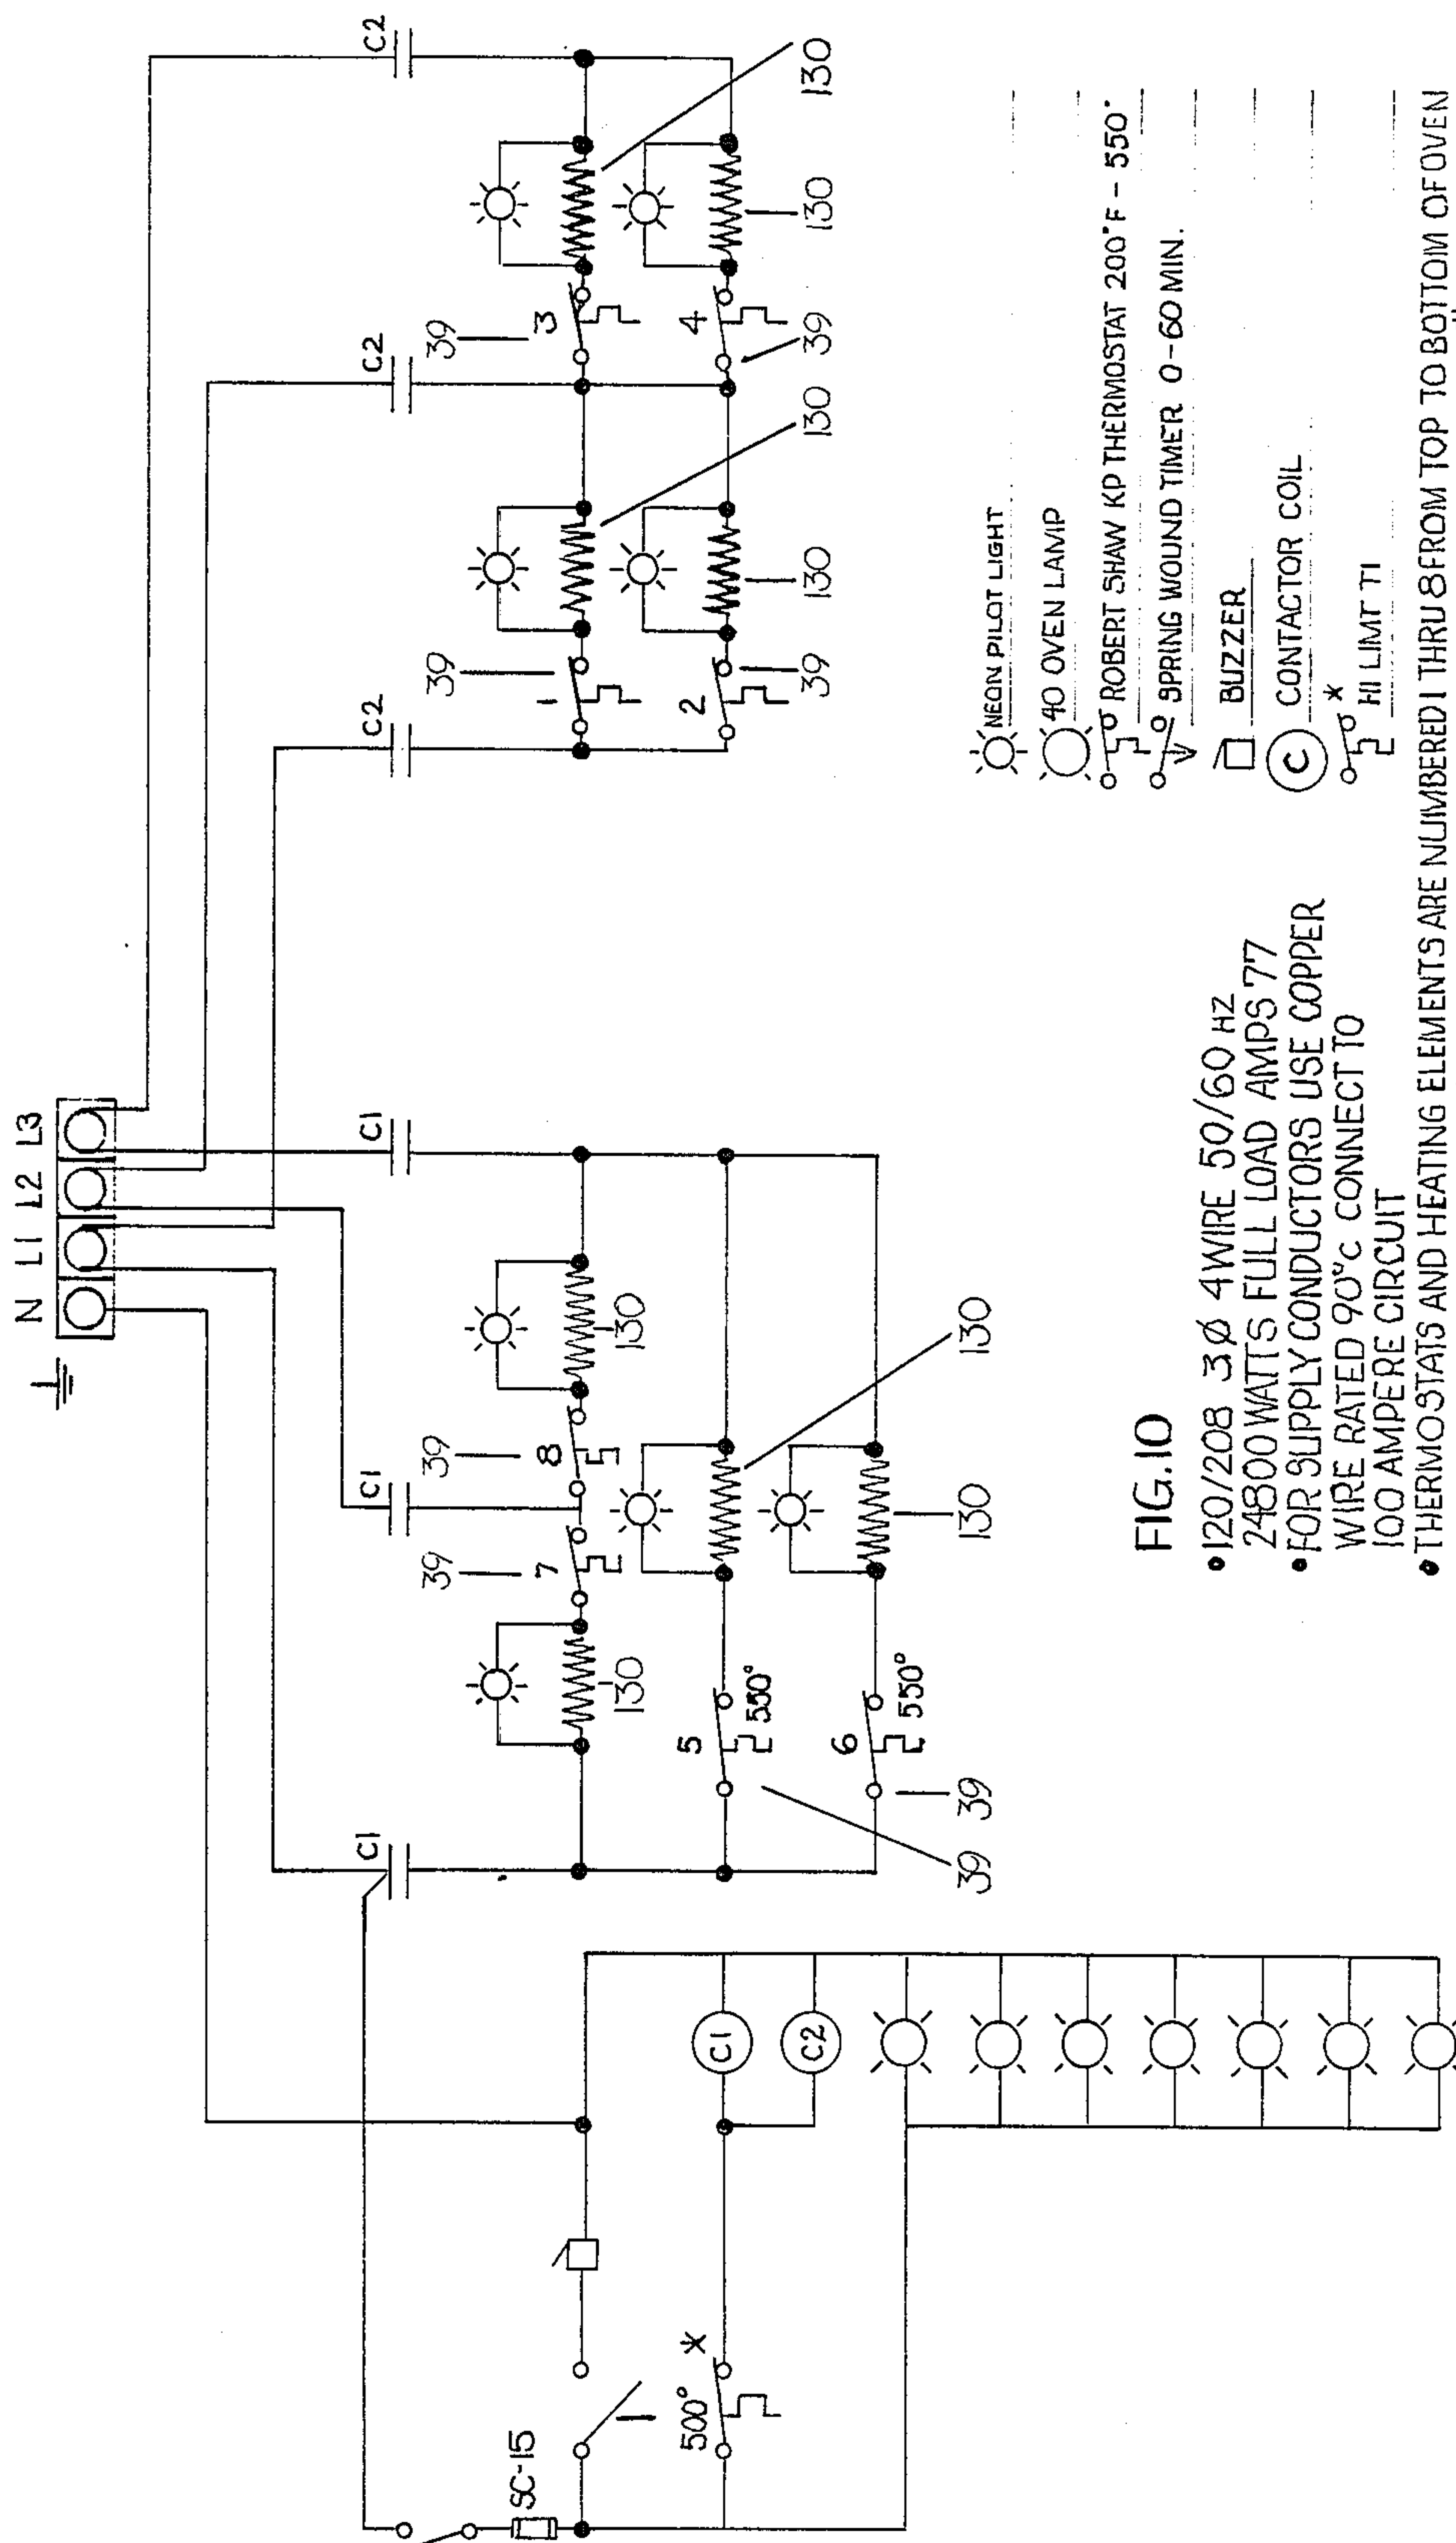 N L1 L2 L3
C1 C1 C1 C2 C2 C2
SC-15
39 39 39 39
7 8 1 3
130 130 130 130
500° *
C1
5
550°
2 4
39 39
130 130 130 130
C2
6
550°
39 39
130 130
FIG.10
• 120/208 3Ø 4WIRE 50/60 HZ
24800 WATTS FULL LOAD AMPS 77
• FOR SUPPLY CONDUCTORS USE COPPER
WIRE RATED 90°C CONNECT TO
100 AMPERE CIRCUIT
• THERMOSTATS AND HEATING ELEMENTS ARE NUMBERED 1 THRU 8 FROM TOP TO BOTTOM OF OVEN
NEON PILOT LIGHT
40 OVEN LAMP
ROBERT SHAW KP THERMOSTAT 200°F - 550°
SPRING WOUND TIMER 0-60 MIN.
BUZZER
C CONTACTOR COIL
*
HI LIMT T1